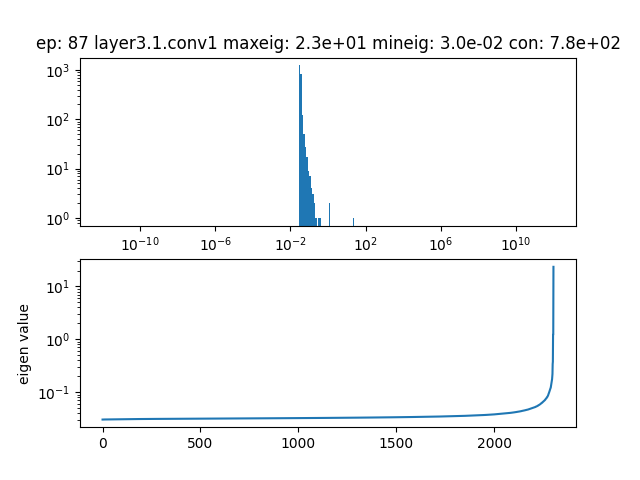 ep: 87 layer3.1.conv1 maxeig: 2.3e+01 mineig: 3.0e-02 con: 7.8e+02
10³
10²
10¹
10⁰
10⁻¹⁰ 10⁻⁶ 10⁻² 10² 10⁶ 10¹⁰
eigen value
10¹
10⁰
10⁻¹
0 500 1000 1500 2000